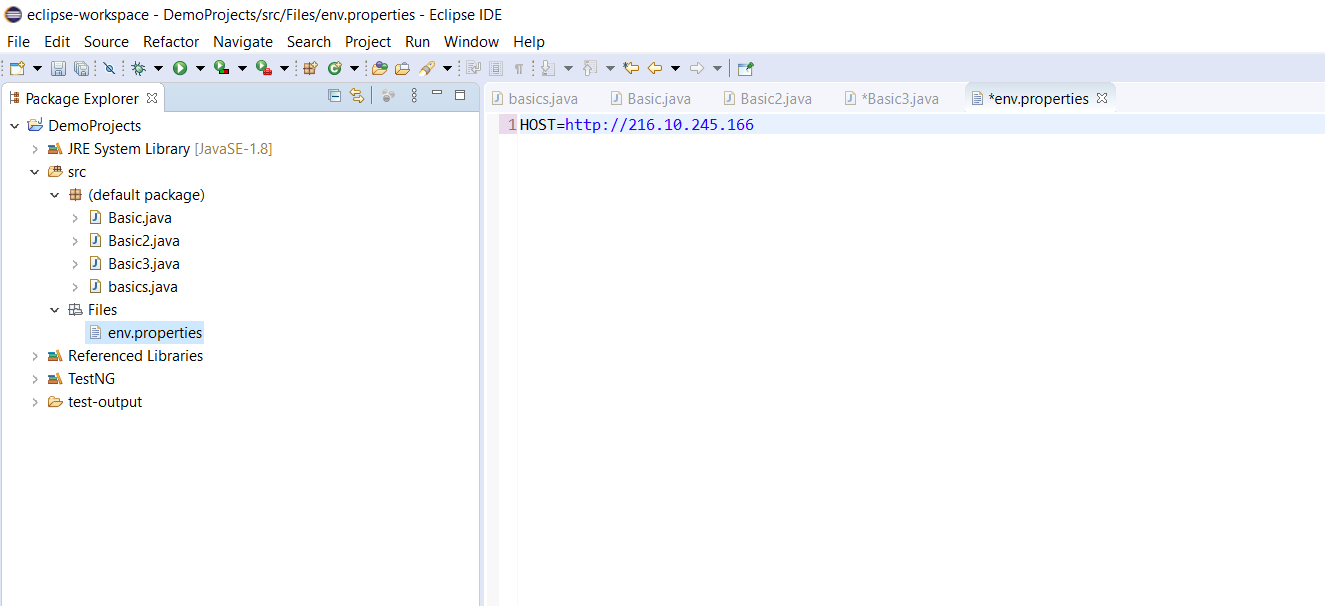 eclipse-workspace - DemoProjects/src/Files/env.properties - Eclipse IDE
File Edit Source Refactor Navigate Search Project Run Window Help
Package Explorer
DemoProjects
JRE System Library [JavaSE-1.8]
src
(default package)
Basic.java
Basic2.java
Basic3.java
basics.java
Files
env.properties
Referenced Libraries
TestNG
test-output
basics.java Basic.java Basic2.java *Basic3.java *env.properties
1 HOST=http://216.10.245.166